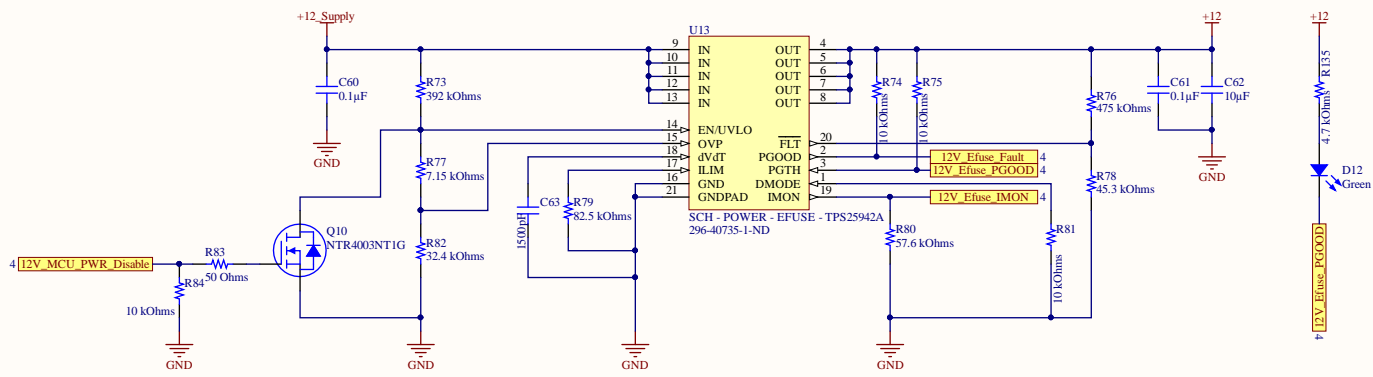 +12_Supply
C60
0.1µF
GND
R73
392 kOhms
R77
7.15 kOhms
R82
32.4 kOhms
GND
4
12V_MCU_PWR_Disable
R83
50 Ohms
R84
10 kOhms
GND
Q10
NTR4003NT1G
C63
1500pF
R79
82.5 kOhms
GND
U13
9 IN OUT 4
10 IN OUT 5
11 IN OUT 6
12 IN OUT 7
13 IN OUT 8
14 EN/UVLO
15 OVP FLT 20
18 dVdT PGOOD 2
17 ILIM PGTH 3
16 GND DMODE 1
21 GNDPAD IMON 19
SCH - POWER - EFUSE - TPS25942A
296-40735-1-ND
R74
10 kOhms
R75
10 kOhms
12V_Efuse_Fault 4
12V_Efuse_PGOOD 4
12V_Efuse_IMON 4
R80
57.6 kOhms
R81
10 kOhms
GND
R76
475 kOhms
R78
45.3 kOhms
+12
C61
0.1µF
C62
10µF
GND
+12
R135
4.7 kOhms
D12
Green
12V_Efuse_PGOOD
4